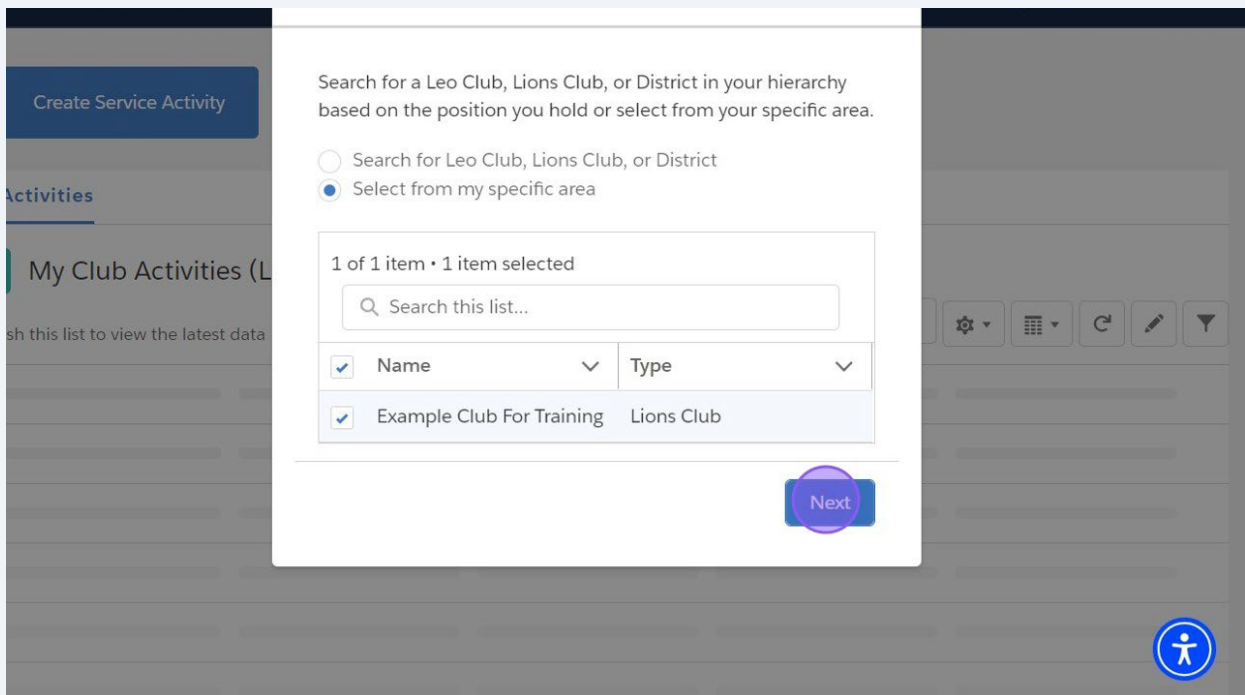 Search for a Leo Club, Lions Club, or District in your hierarchy
based on the position you hold or select from your specific area.
Create Service Activity
Search for Leo Club, Lions Club, or District
Select from my specific area
Activities
1 of 1 item • 1 item selected
My Club Activities (L
Search this list...
sh this list to view the latest data
Name Type
Example Club For Training Lions Club
Next